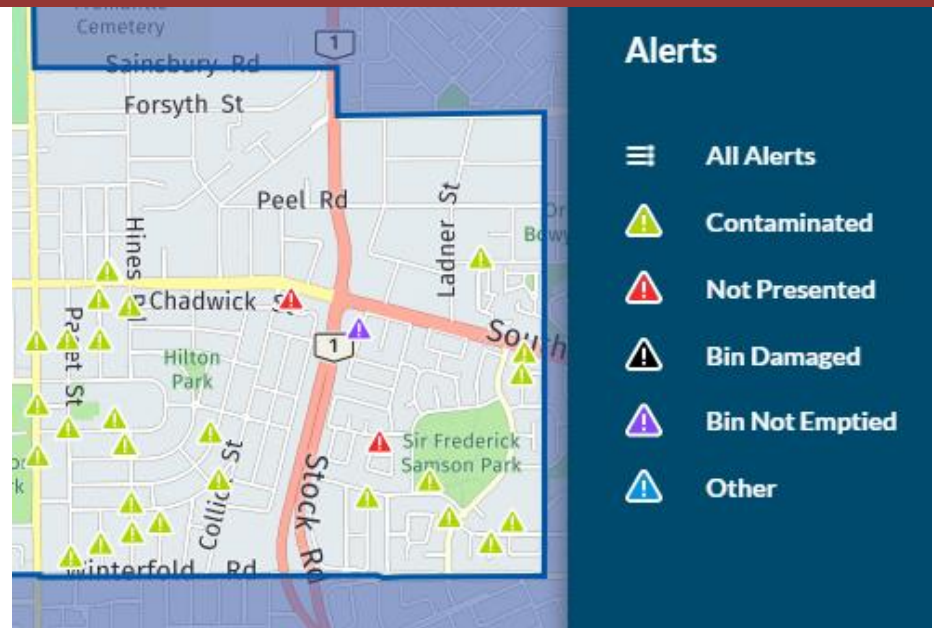 Cemetery
1
Sainsbury Rd
Forsyth St
Peel Rd
Ladner St
Hines
Chadwick St
1
South
Paget St
Hilton
Park
Sir Frederick
Samson Park
Collick St
Stock Rd
Winterfold Rd
Alerts
All Alerts
Contaminated
Not Presented
Bin Damaged
Bin Not Emptied
Other